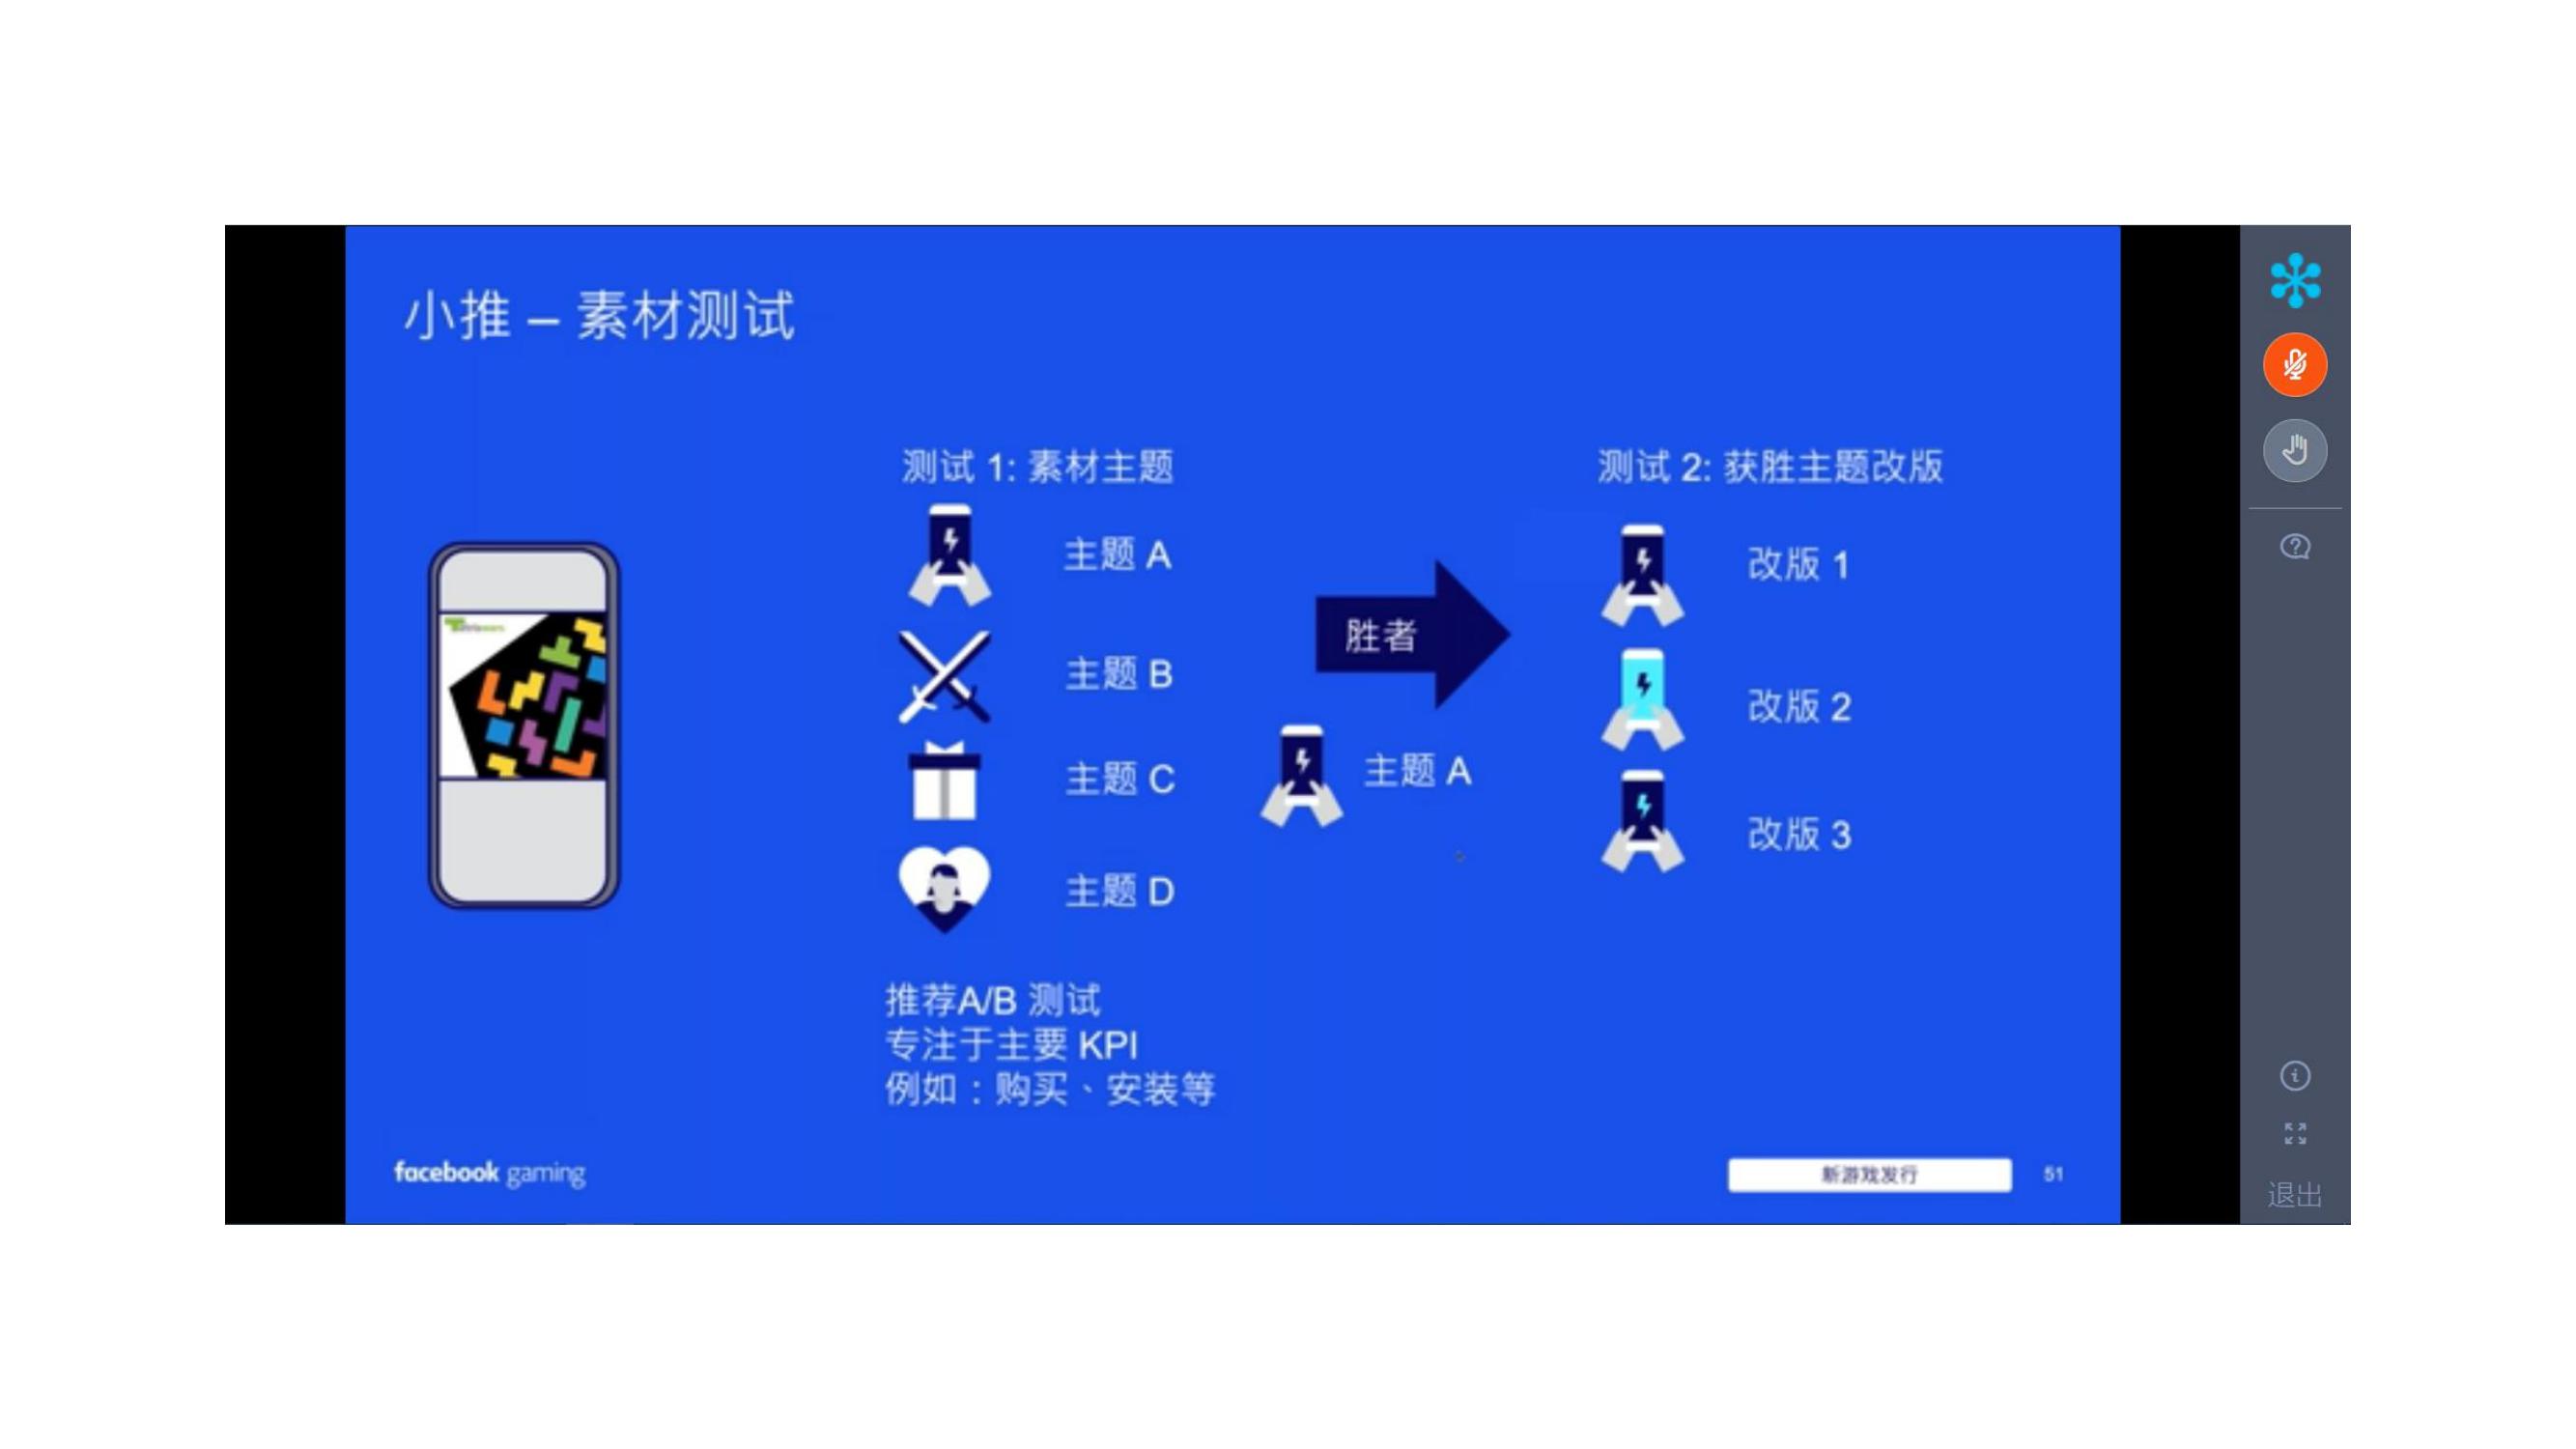 小推 – 素材测试
测试 1: 素材主题
主题 A
主题 B
主题 C
主题 D
胜者
主题 A
测试 2: 获胜主题改版
改版 1
改版 2
改版 3
推荐A/B 测试
专注于主要 KPI
例如：购买、安装等
facebook gaming
新游戏发行
51
退出